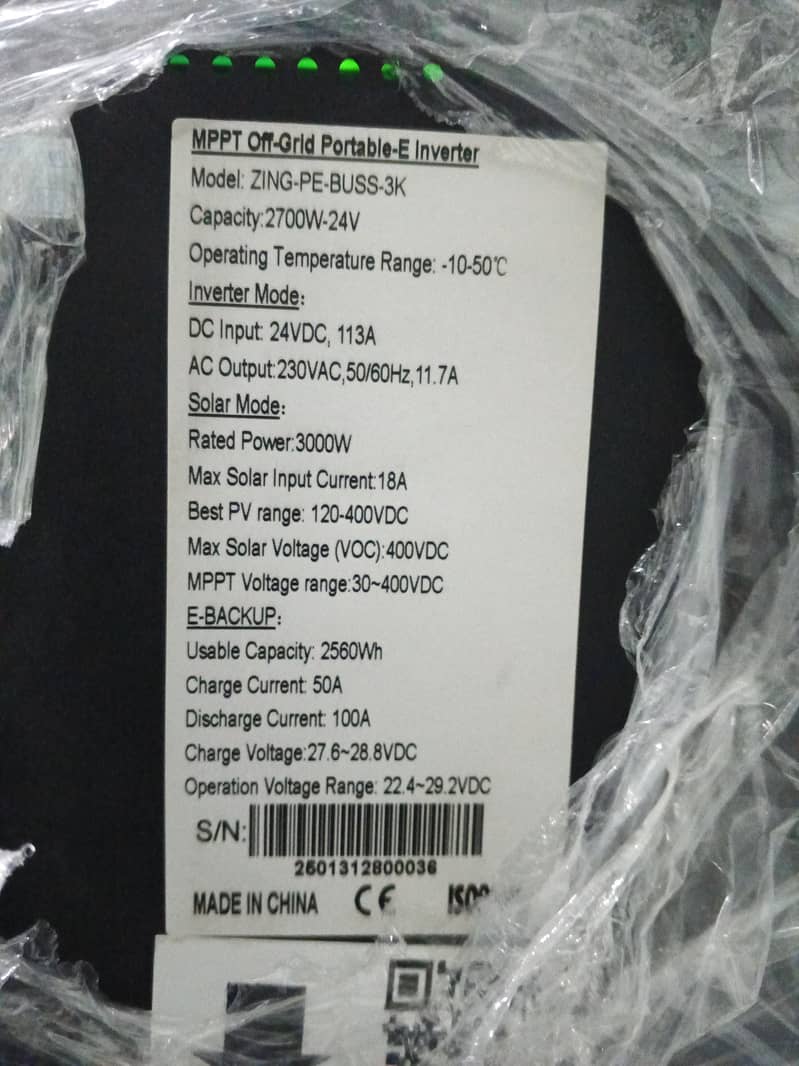 MPPT Off-Grid Portable-E Inverter
Model: ZING-PE-BUSS-3K
Capacity:2700W-24V
Operating Temperature Range: -10-50℃
Inverter Mode:
DC Input: 24VDC, 113A
AC Output:230VAC,50/60Hz,11.7A
Solar Mode:
Rated Power:3000W
Max Solar Input Current:18A
Best PV range: 120-400VDC
Max Solar Voltage (VOC):400VDC
MPPT Voltage range:30~400VDC
E-BACKUP:
Usable Capacity: 2560Wh
Charge Current: 50A
Discharge Current: 100A
Charge Voltage:27.6~28.8VDC
Operation Voltage Range: 22.4~29.2VDC
S/N:
2501312800036
MADE IN CHINA CE